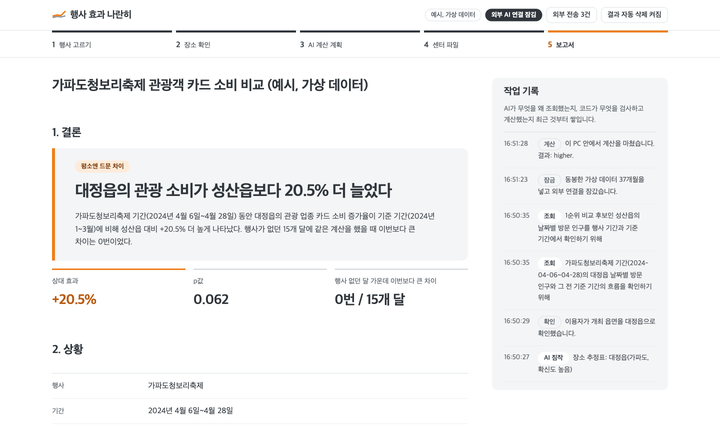 행사 효과 나란히
예시, 가상 데이터
외부 AI 연결 잠김
외부 전송 3건
결과 자동 삭제 켜짐
1 행사 고르기
2 장소 확인
3 AI 계산 계획
4 센터 파일
5 보고서
가파도청보리축제 관광객 카드 소비 비교 (예시, 가상 데이터)
1. 결론
평소엔 드문 차이
대정읍의 관광 소비가 성산읍보다 20.5% 더 늘었다
가파도청보리축제 기간(2024년 4월 6일~4월 28일) 동안 대정읍의 관광 업종 카드 소비 증가율이 기준 기간(2024년
1~3월)에 비해 성산읍 대비 +20.5% 더 높게 나타났다. 행사가 없던 15개 달에 같은 계산을 했을 때 이번보다 큰
차이는 0번이었다.
상대 효과
+20.5%
p값
0.062
행사 없던 달 가운데 이번보다 큰 차이
0번 / 15개 달
2. 상황
행사 가파도청보리축제
기간 2024년 4월 6일~4월 28일
작업 기록
AI가 무엇을 왜 조회했는지, 코드가 무엇을 검사하고
계산했는지 최근 것부터 쌓입니다.
16:51:28 계산 이 PC 안에서 계산을 마쳤습니다.
결과: higher.
16:51:23 잠금 동봉한 가상 데이터 37개월을
넣고 외부 연결을 잠갔습니다.
16:50:35 조회 1순위 비교 후보인 성산읍의
날짜별 방문 인구를 행사 기간과 기준
기간에서 확인하기 위해
16:50:35 조회 가파도청보리축제 기간(2024-
04-06~04-28)의 대정읍 날짜별 방문
인구와 그 전 기준 기간의 흐름을 확인하기
위해
16:50:29 확인 이용자가 개최 읍면을 대정읍으로
확인했습니다.
16:50:27 AI 짐작 장소 추정표: 대정읍(가파도,
확신도 높음)